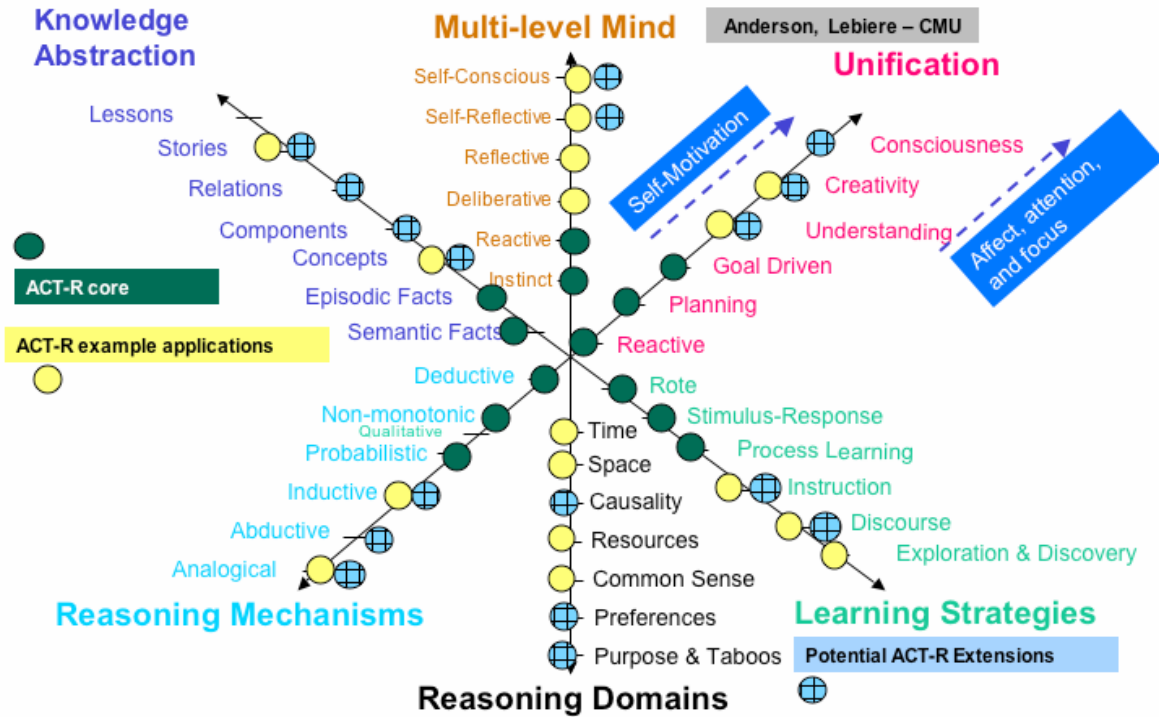 Knowledge
Abstraction
Multi-level Mind
Anderson, Lebiere – CMU
Unification
Lessons
Stories
Relations
Components
Concepts
Episodic Facts
Semantic Facts
Self-Conscious
Self-Reflective
Reflective
Deliberative
Reactive
Instinct
Self-Motivation
Consciousness
Creativity
Understanding
Goal Driven
Planning
Reactive
Affect, attention,
and focus
ACT-R core
ACT-R example applications
Deductive
Non-monotonic
Qualitative
Probabilistic
Inductive
Abductive
Analogical
Reasoning Mechanisms
Time
Space
Causality
Resources
Common Sense
Preferences
Purpose & Taboos
Reasoning Domains
Rote
Stimulus-Response
Process Learning
Instruction
Discourse
Exploration & Discovery
Learning Strategies
Potential ACT-R Extensions